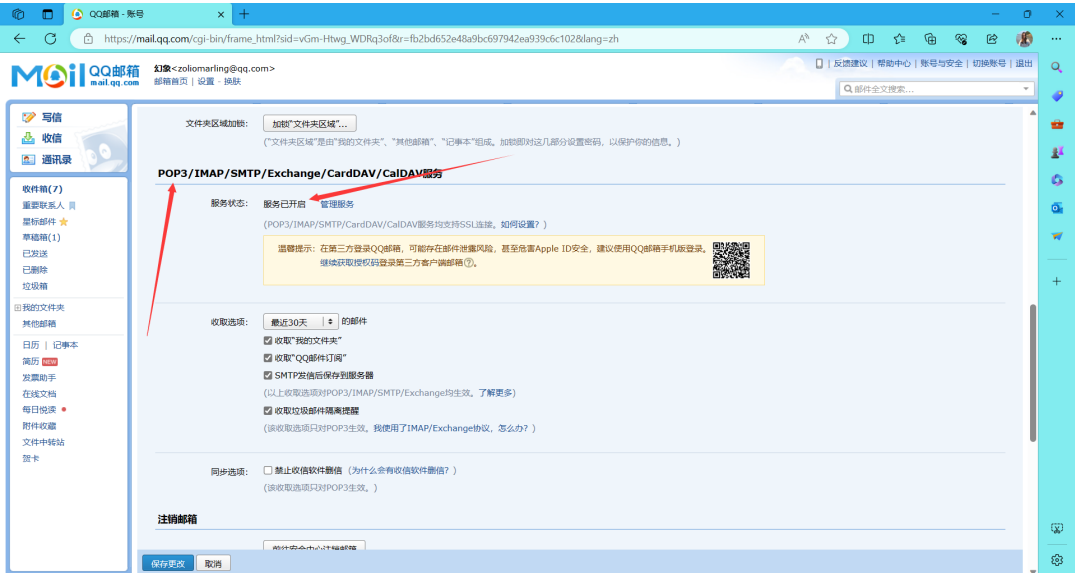 QQ邮箱 - 账号
https://mail.qq.com/cgi-bin/frame_html?sid=vGm-Htwg_WDRq3of&r=fb2bd652e48a9bc697942ea939c6c102&lang=zh
MOil QQ邮箱 mail.qq.com
幻象<zoliomarling@qq.com>
邮箱首页 | 设置 - 换肤
| 反馈建议 | 帮助中心 | 账号与安全 | 切换账号 | 退出
邮件全文搜索...
写信
收信
通讯录
收件箱(7)
重要联系人
星标邮件
草稿箱(1)
已发送
已删除
垃圾箱
我的文件夹
其他邮箱
日历 | 记事本
简历 NEW
发票助手
在线文档
每日悦读
附件收藏
文件中转站
贺卡
文件夹区域加锁: 加锁"文件夹区域"...
("文件夹区域"是由"我的文件夹"、"其他邮箱"、"记事本"组成。加锁即对这几部分设置密码，以保护你的信息。)
POP3/IMAP/SMTP/Exchange/CardDAV/CalDAV服务
服务状态: 服务已开启 管理服务
(POP3/IMAP/SMTP/CardDAV/CalDAV服务均支持SSL连接。如何设置? )
温馨提示: 在第三方登录QQ邮箱，可能存在邮件泄露风险，甚至危害Apple ID安全，建议使用QQ邮箱手机版登录。
继续获取授权码登录第三方客户端邮箱?。
收取选项: 最近30天 的邮件
收取"我的文件夹"
收取"QQ邮件订阅"
SMTP发信后保存到服务器
(以上收取选项对POP3/IMAP/SMTP/Exchange均生效。了解更多)
收取垃圾邮件隔离提醒
(该收取选项只对POP3生效。我使用了IMAP/Exchange协议，怎么办? )
同步选项: 禁止收信软件删信 (为什么会有收信软件删信? )
(该收取选项只对POP3生效。)
注销邮箱
前往安全中心注销邮箱
保存更改 取消